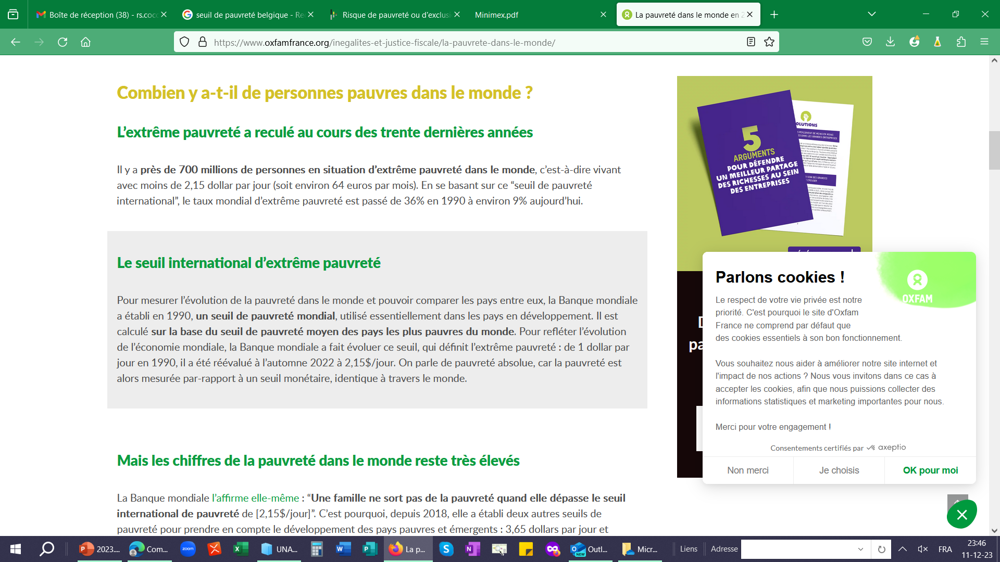 Boîte de réception (38) - rs.coco
seuil de pauvreté belgique - Re
Risque de pauvreté ou d'exclusi
Minimex.pdf
La pauvreté dans le monde en 2
https://www.oxfamfrance.org/inegalites-et-justice-fiscale/la-pauvrete-dans-le-monde/
Combien y a-t-il de personnes pauvres dans le monde ?
L’extrême pauvreté a reculé au cours des trente dernières années
Il y a près de 700 millions de personnes en situation d’extrême pauvreté dans le monde, c’est-à-dire vivant
avec moins de 2,15 dollar par jour (soit environ 64 euros par mois). En se basant sur ce “seuil de pauvreté
international”, le taux mondial d’extrême pauvreté est passé de 36% en 1990 à environ 9% aujourd’hui.
Le seuil international d’extrême pauvreté
Pour mesurer l’évolution de la pauvreté dans le monde et pouvoir comparer les pays entre eux, la Banque mondiale
a établi en 1990, un seuil de pauvreté mondial, utilisé essentiellement dans les pays en développement. Il est
calculé sur la base du seuil de pauvreté moyen des pays les plus pauvres du monde. Pour refléter l’évolution
de l’économie mondiale, la Banque mondiale a fait évoluer ce seuil, qui définit l’extrême pauvreté : de 1 dollar par
jour en 1990, il a été réévalué à l’automne 2022 à 2,15$/jour. On parle de pauvreté absolue, car la pauvreté est
alors mesurée par-rapport à un seuil monétaire, identique à travers le monde.
Mais les chiffres de la pauvreté dans le monde reste très élevés
La Banque mondiale l’affirme elle-même : “Une famille ne sort pas de la pauvreté quand elle dépasse le seuil
international de pauvreté de [2,15$/jour]”. C’est pourquoi, depuis 2018, elle a établi deux autres seuils de
pauvreté pour prendre en compte le développement des pays pauvres et émergents : 3,65 dollars par jour et
5
ARGUMENTS
POUR DÉFENDRE
UN MEILLEUR PARTAGE
DES RICHESSES AU SEIN
DES ENTREPRISES
OLUTIONS
D
pa
Parlons cookies !
OXFAM
Le respect de votre vie privée est notre
priorité. C'est pourquoi le site d'Oxfam
France ne comprend par défaut que
des cookies essentiels à son bon fonctionnement.
Vous souhaitez nous aider à améliorer notre site internet et
l'impact de nos actions ? Nous vous invitons dans ce cas à
accepter les cookies, afin que nous puissions collecter des
informations statistiques et marketing importantes pour nous.
Merci pour votre engagement !
Consentements certifiés par axeptio
Non merci
Je choisis
OK pour moi
2023....
Com...
zoom
UNA...
La p...
Outl...
Micr...
Liens
Adresse
FRA
23:46
11-12-23